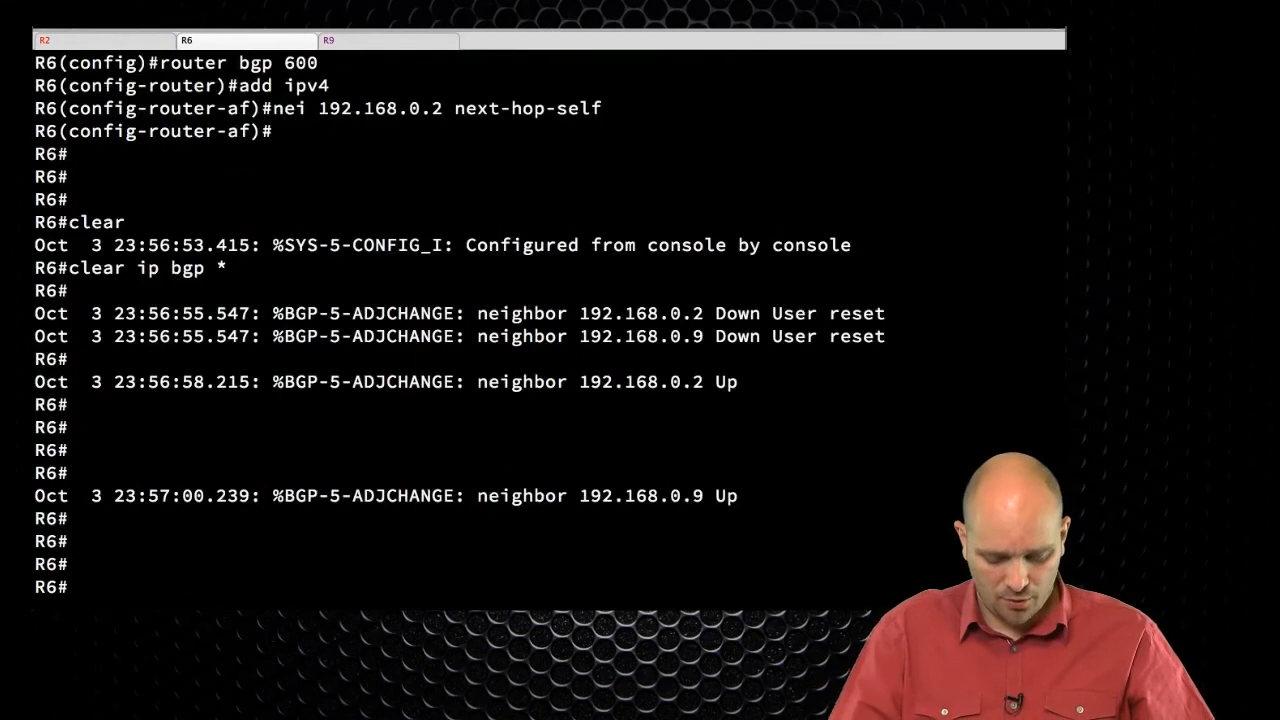 R2 R6 R9
R6(config)#router bgp 600
R6(config-router)#add ipv4
R6(config-router-af)#nei 192.168.0.2 next-hop-self
R6(config-router-af)#
R6#
R6#
R6#
R6#clear
Oct  3 23:56:53.415: %SYS-5-CONFIG_I: Configured from console by console
R6#clear ip bgp *
R6#
Oct  3 23:56:55.547: %BGP-5-ADJCHANGE: neighbor 192.168.0.2 Down User reset
Oct  3 23:56:55.547: %BGP-5-ADJCHANGE: neighbor 192.168.0.9 Down User reset
R6#
Oct  3 23:56:58.215: %BGP-5-ADJCHANGE: neighbor 192.168.0.2 Up
R6#
R6#
R6#
R6#
Oct  3 23:57:00.239: %BGP-5-ADJCHANGE: neighbor 192.168.0.9 Up
R6#
R6#
R6#
R6#